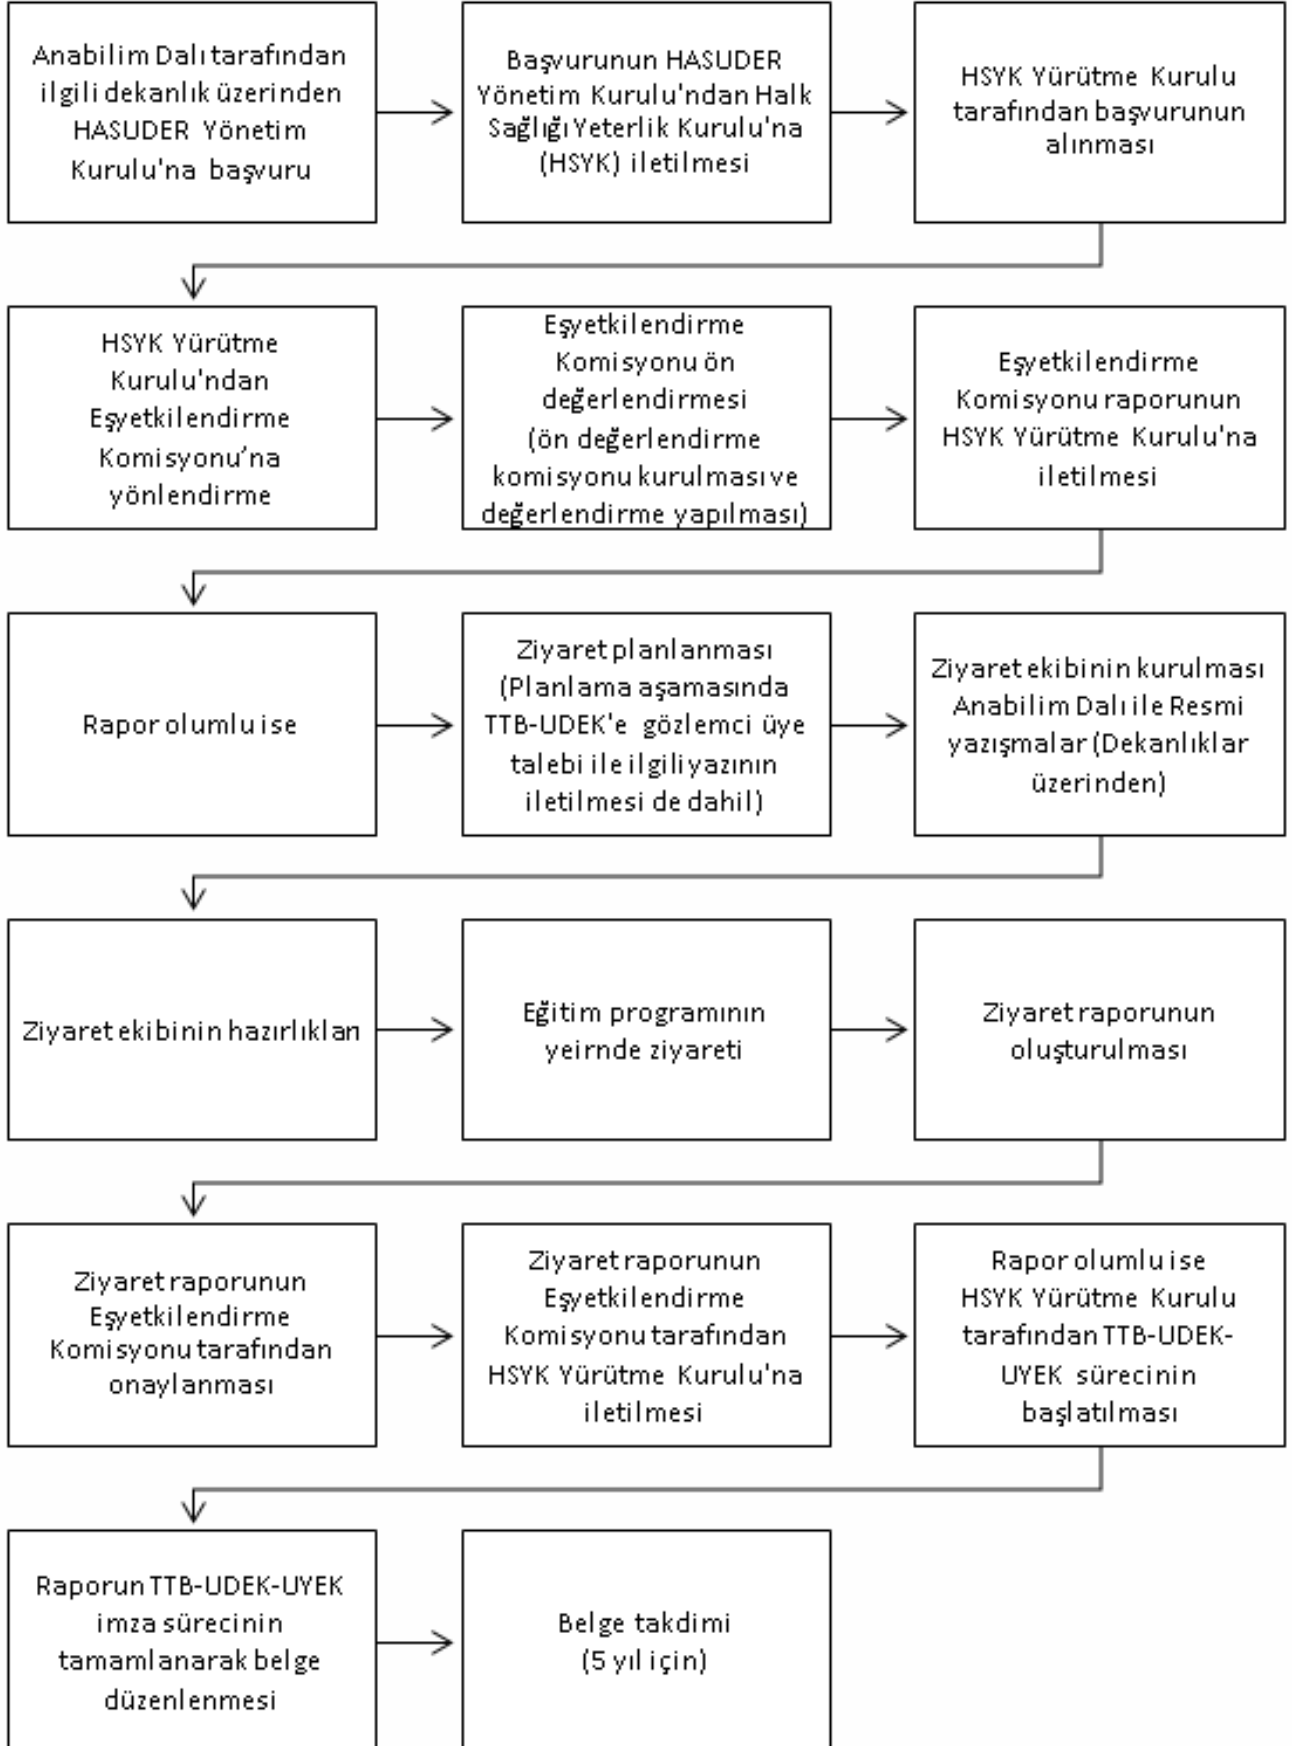 Anabilim Dalı tarafından
ilgili dekanlık üzerinden
HASUDER Yönetim
Kurulu'na başvuru
Başvurunun HASUDER
Yönetim Kurulu'ndan Halk
Sağlığı Yeterlik Kurulu'na
(HSYK) iletilmesi
HSYK Yürütme Kurulu
tarafından başvurunun
alınması
HSYK Yürütme
Kurulu'ndan
Eşyetkilendirme
Komisyonu’na
yönlendirme
Eşyetkilendirme
Komisyonu ön
değerlendirmesi
(ön değerlendirme
komisyonu kurulması ve
değerlendirme yapılması)
Eşyetkilendirme
Komisyonu raporunun
HSYK Yürütme Kurulu'na
iletilmesi
Rapor olumlu ise
Ziyaret planlanması
(Planlama aşamasında
TTB-UDEK'e gözlemci üye
talebi ile ilgili yazının
iletilmesi de dahil)
Ziyaret ekibinin kurulması
Anabilim Dalı ile Resmi
yazışmalar (Dekanlıklar
üzerinden)
Ziyaret ekibinin hazırlıkları
Eğitim programının
yeirnde ziyareti
Ziyaret raporunun
oluşturulması
Ziyaret raporunun
Eşyetkilendirme
Komisyonu tarafından
onaylanması
Ziyaret raporunun
Eşyetkilendirme
Komisyonu tarafından
HSYK Yürütme Kurulu'na
iletilmesi
Rapor olumlu ise
HSYK Yürütme Kurulu
tarafından TTB-UDEK-
UYEK sürecinin
başlatılması
Raporun TTB-UDEK-UYEK
imza sürecinin
tamamlanarak belge
düzenlenmesi
Belge takdimi
(5 yıl için)